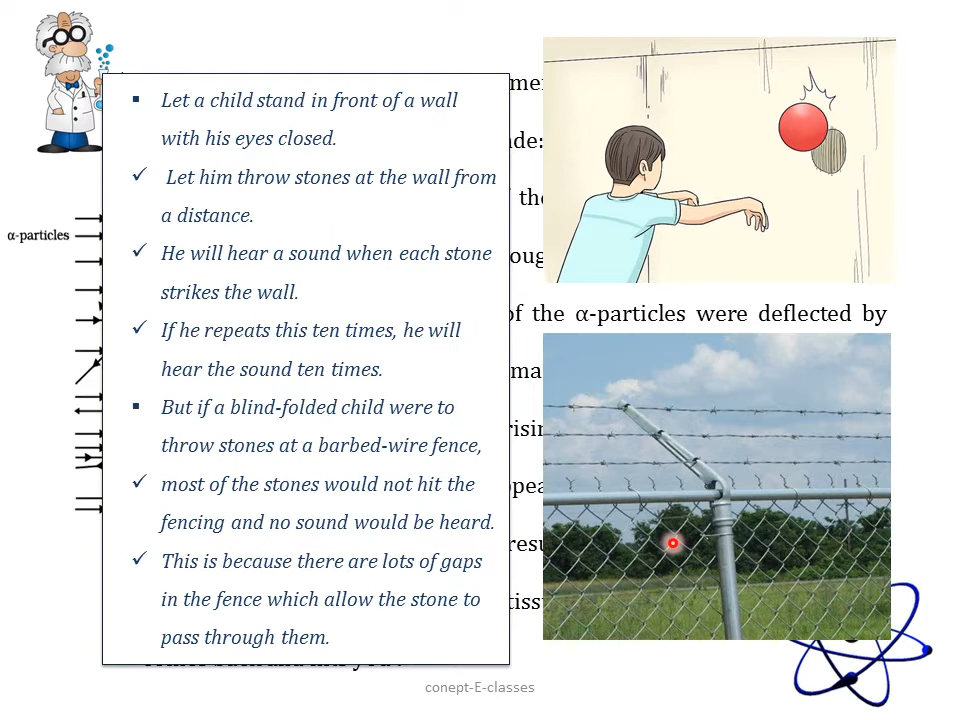 Let a child stand in front of a wall
with his eyes closed.
Let him throw stones at the wall from
a distance.
He will hear a sound when each stone
strikes the wall.
If he repeats this ten times, he will
hear the sound ten times.
But if a blind-folded child were to
throw stones at a barbed-wire fence,
most of the stones would not hit the
fencing and no sound would be heard.
This is because there are lots of gaps
in the fence which allow the stone to
pass through them.
α-particles
of the α-particles were deflected by
conept-E-classes